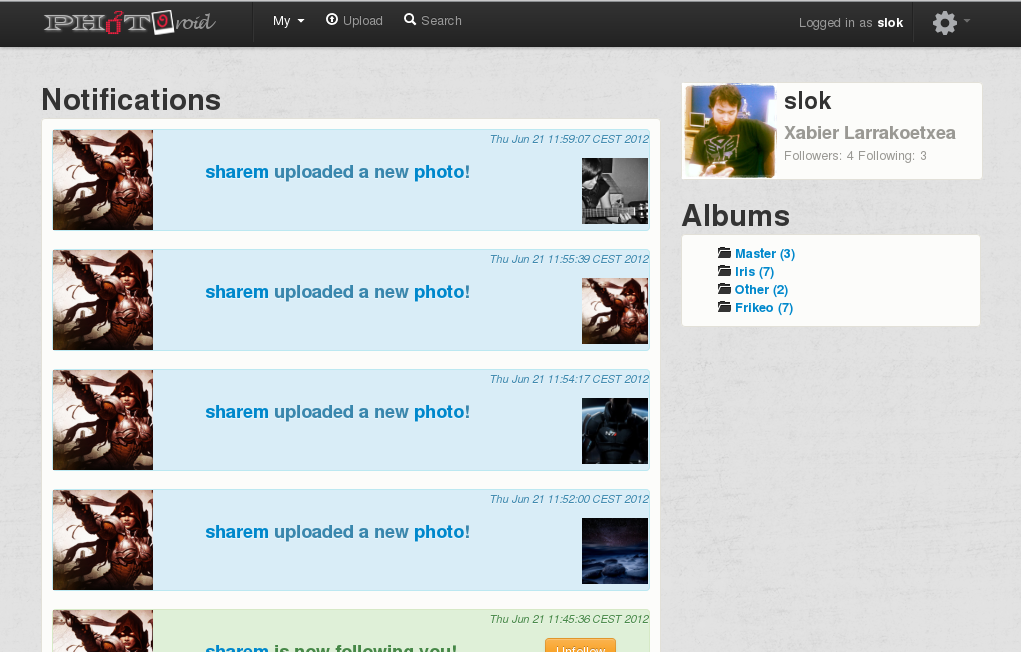 PHOTOroid
My
Upload
Search
Logged in as slok
Notifications
Thu Jun 21 11:59:07 CEST 2012
sharem uploaded a new photo!
Thu Jun 21 11:55:39 CEST 2012
sharem uploaded a new photo!
Thu Jun 21 11:54:17 CEST 2012
sharem uploaded a new photo!
Thu Jun 21 11:52:00 CEST 2012
sharem uploaded a new photo!
Thu Jun 21 11:45:36 CEST 2012
sharem is now following you!
Unfollow
slok
Xabier Larrakoetxea
Followers: 4 Following: 3
Albums
Master (3)
Iris (7)
Other (2)
Frikeo (7)